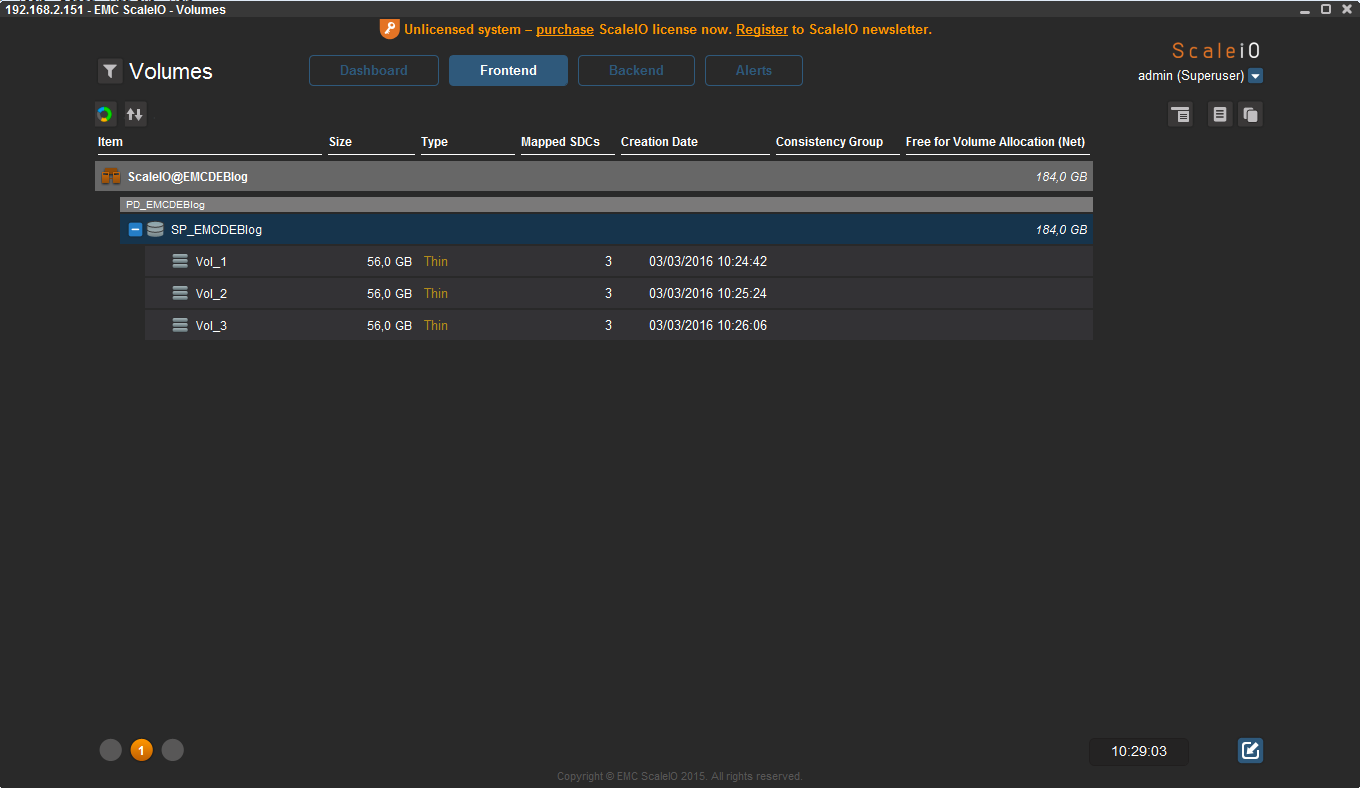 192.168.2.151 - EMC ScaleIO - Volumes
Unlicensed system – purchase ScaleIO license now. Register to ScaleIO newsletter.
ScaleiO
Volumes Dashboard Frontend Backend Alerts
admin (Superuser)
Item Size Type Mapped SDCs Creation Date Consistency Group Free for Volume Allocation (Net)
ScaleIO@EMCDEBlog 184,0 GB
PD_EMCDEBlog
SP_EMCDEBlog 184,0 GB
Vol_1 56,0 GB Thin 3 03/03/2016 10:24:42
Vol_2 56,0 GB Thin 3 03/03/2016 10:25:24
Vol_3 56,0 GB Thin 3 03/03/2016 10:26:06
1 10:29:03
Copyright © EMC ScaleIO 2015. All rights reserved.